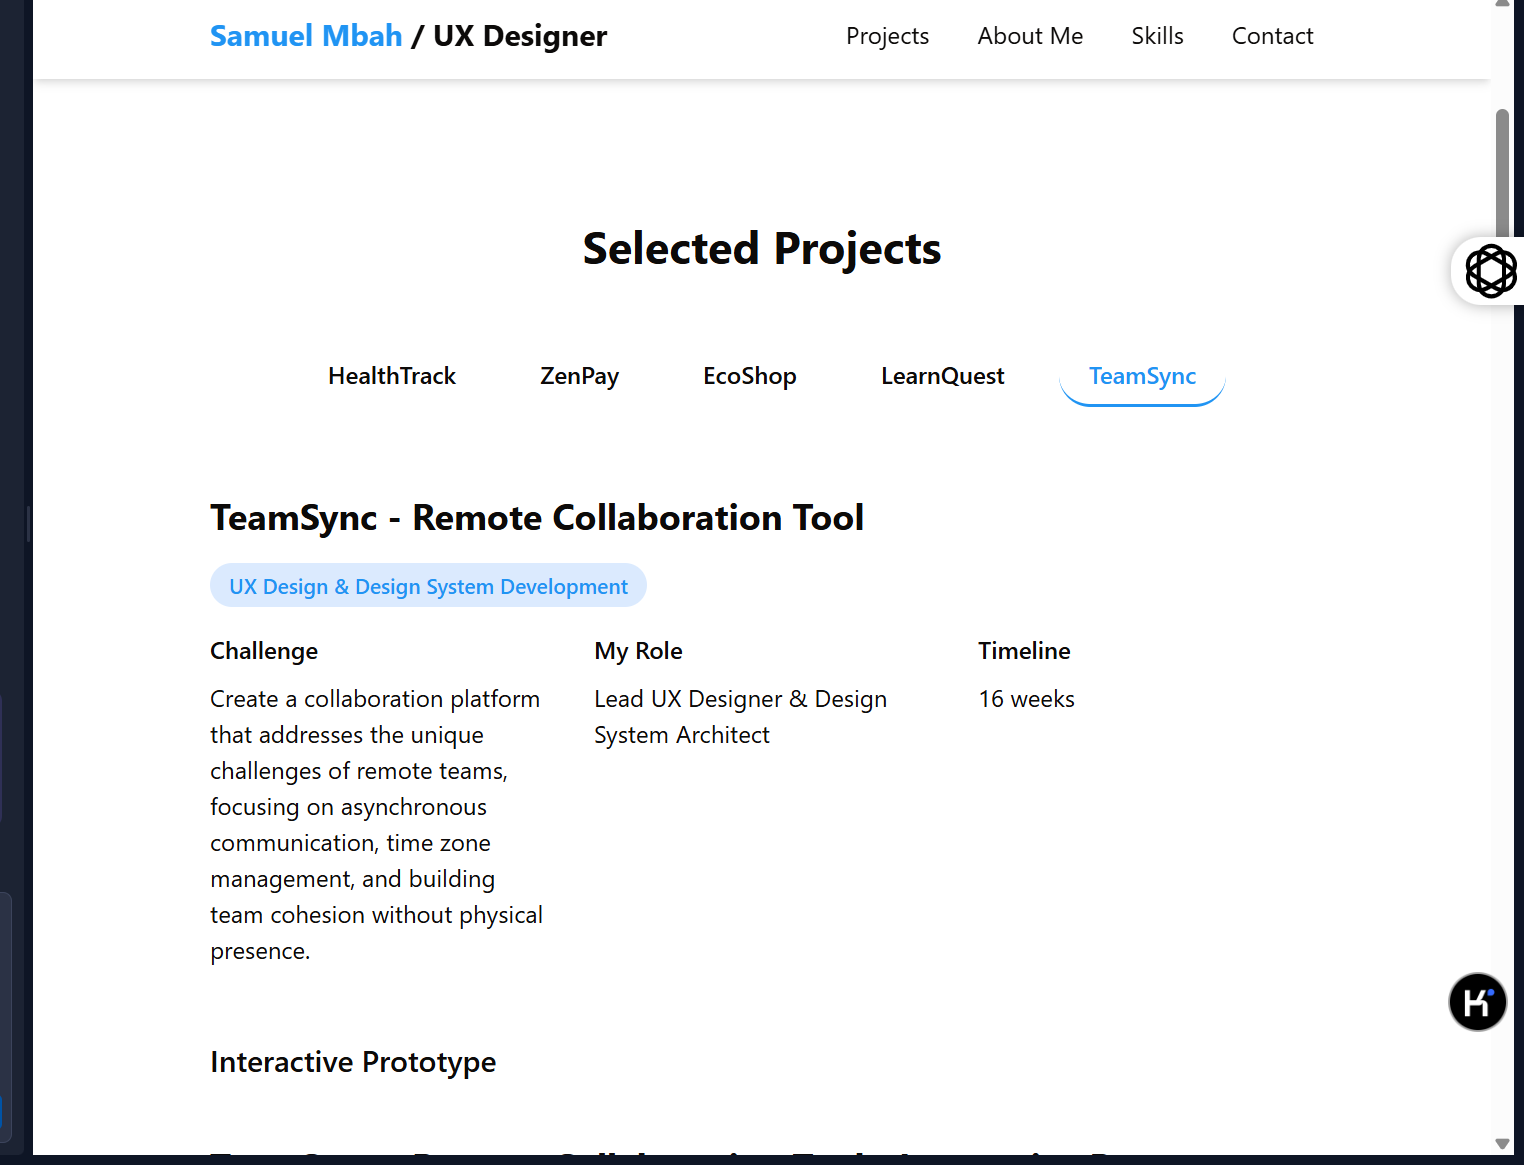 Samuel Mbah / UX Designer
Projects About Me Skills Contact
Selected Projects
HealthTrack ZenPay EcoShop LearnQuest TeamSync
TeamSync - Remote Collaboration Tool
UX Design & Design System Development
Challenge
Create a collaboration platform
that addresses the unique
challenges of remote teams,
focusing on asynchronous
communication, time zone
management, and building
team cohesion without physical
presence.
My Role
Lead UX Designer & Design
System Architect
Timeline
16 weeks
Interactive Prototype